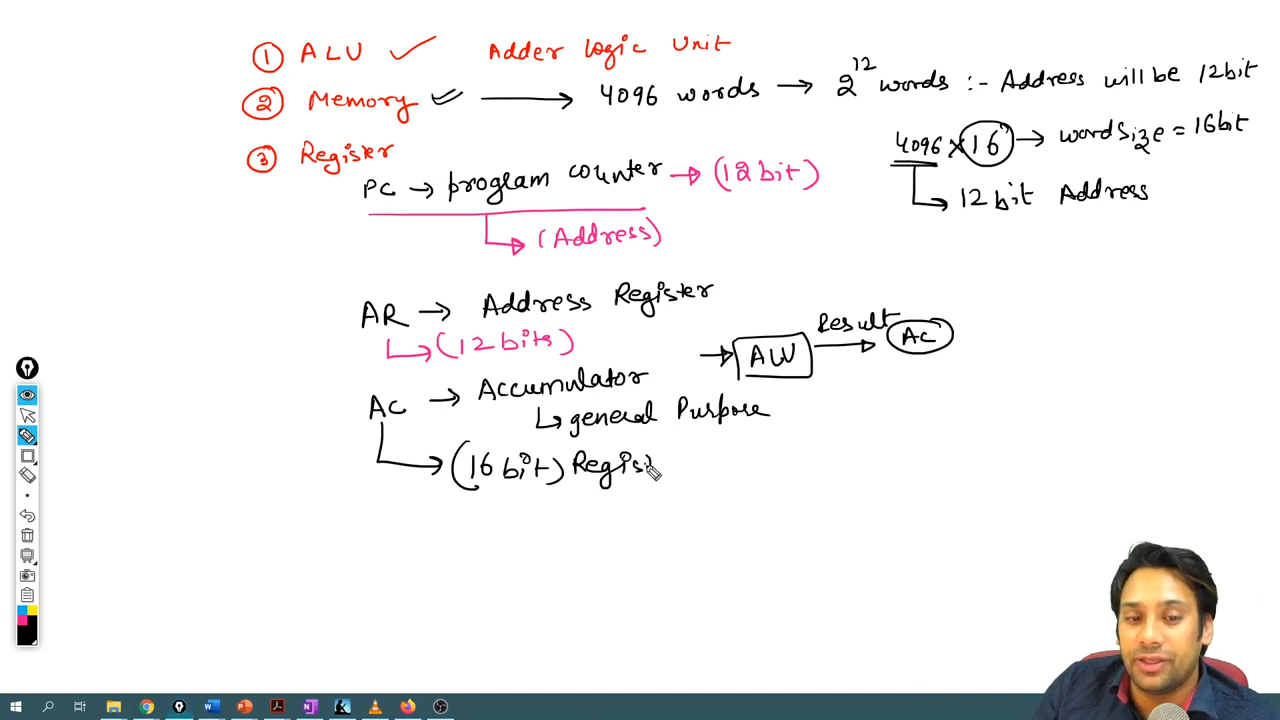 ① ALU ✓ Adder logic Unit
② Memory ✓ → 4096 words → 2^12 words :- Address will be 12bit
4096 × 16 → wordSize = 16bit
→ 12 bit Address
③ Register
PC → program counter → (12 bit)
→ (Address)
AR → Address Register
→ (12 bits)
→ ALU Result → AC
AC → Accumulator
→ general Purpose
→ (16 bit) Regis